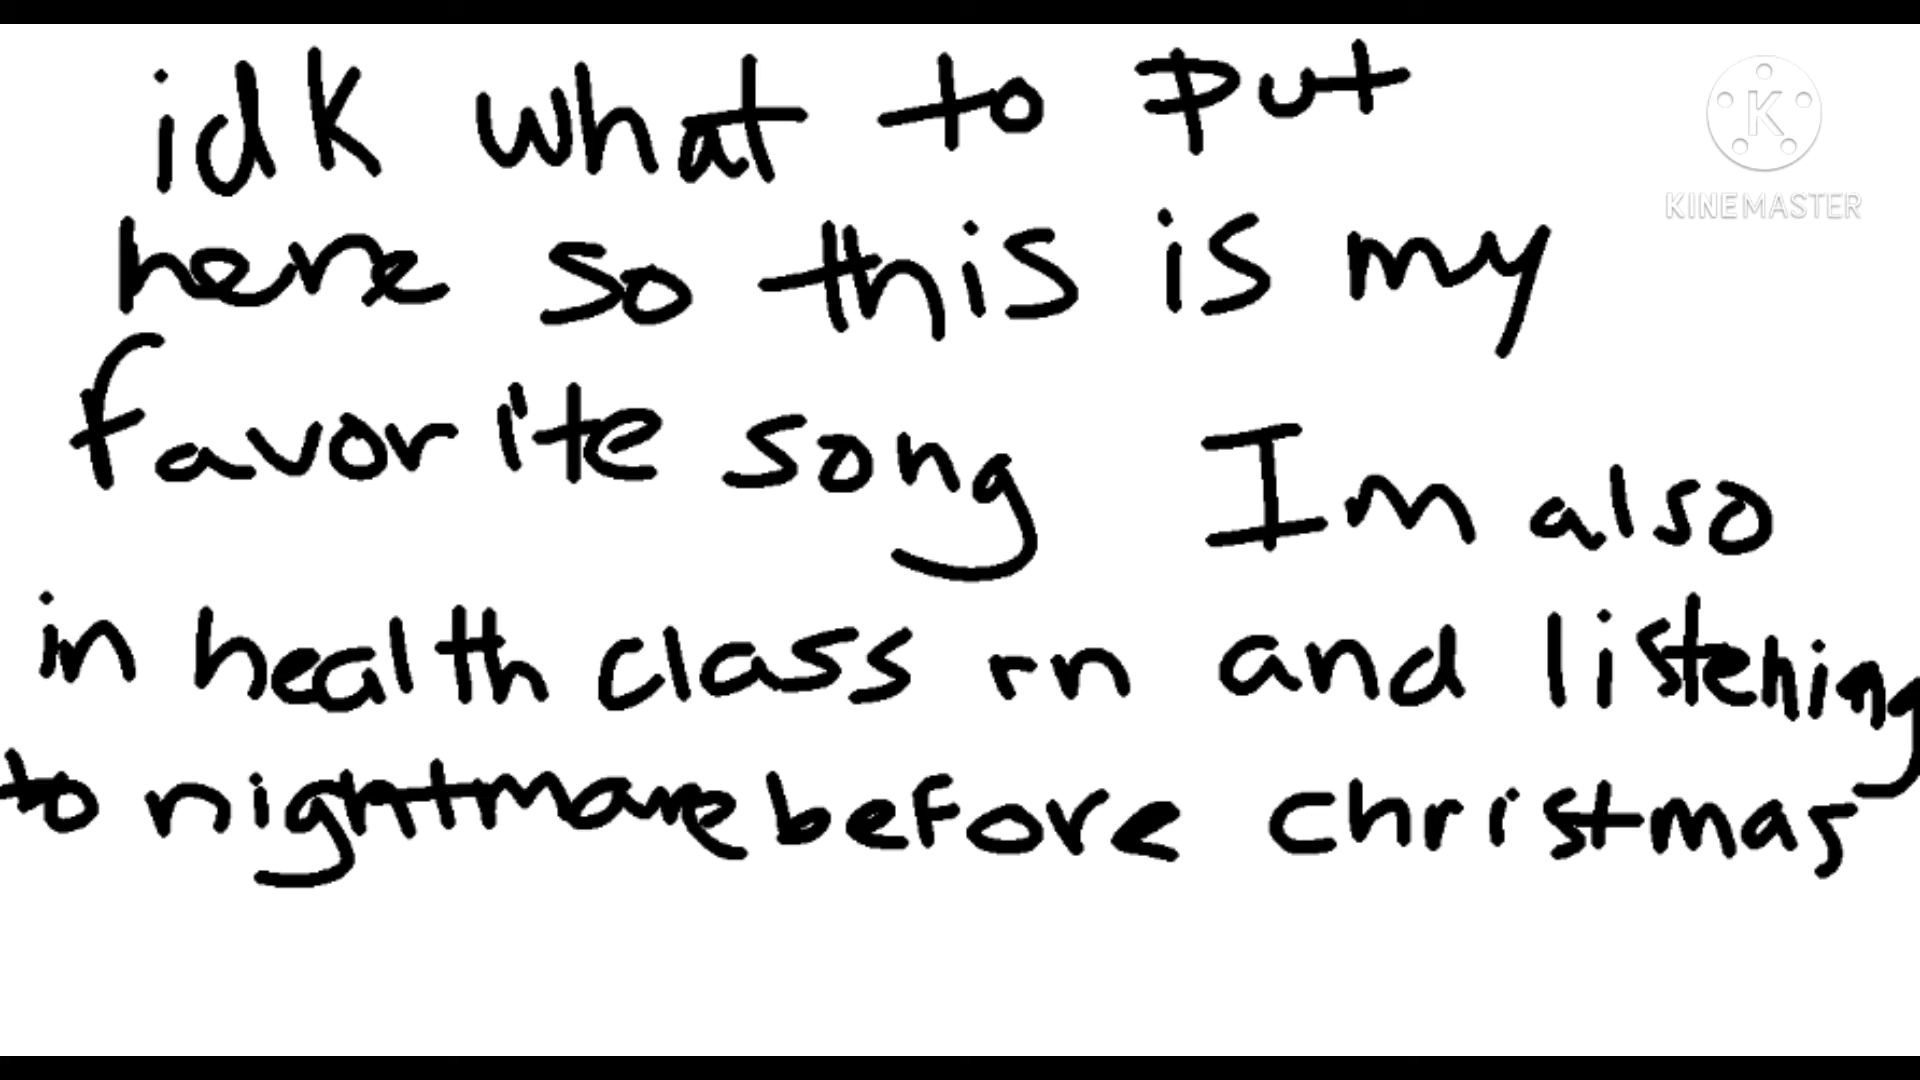 idk what to put
KINEMASTER
here so this is my
favorite song Im also
in health class rn and listening
to nightmare before christmas